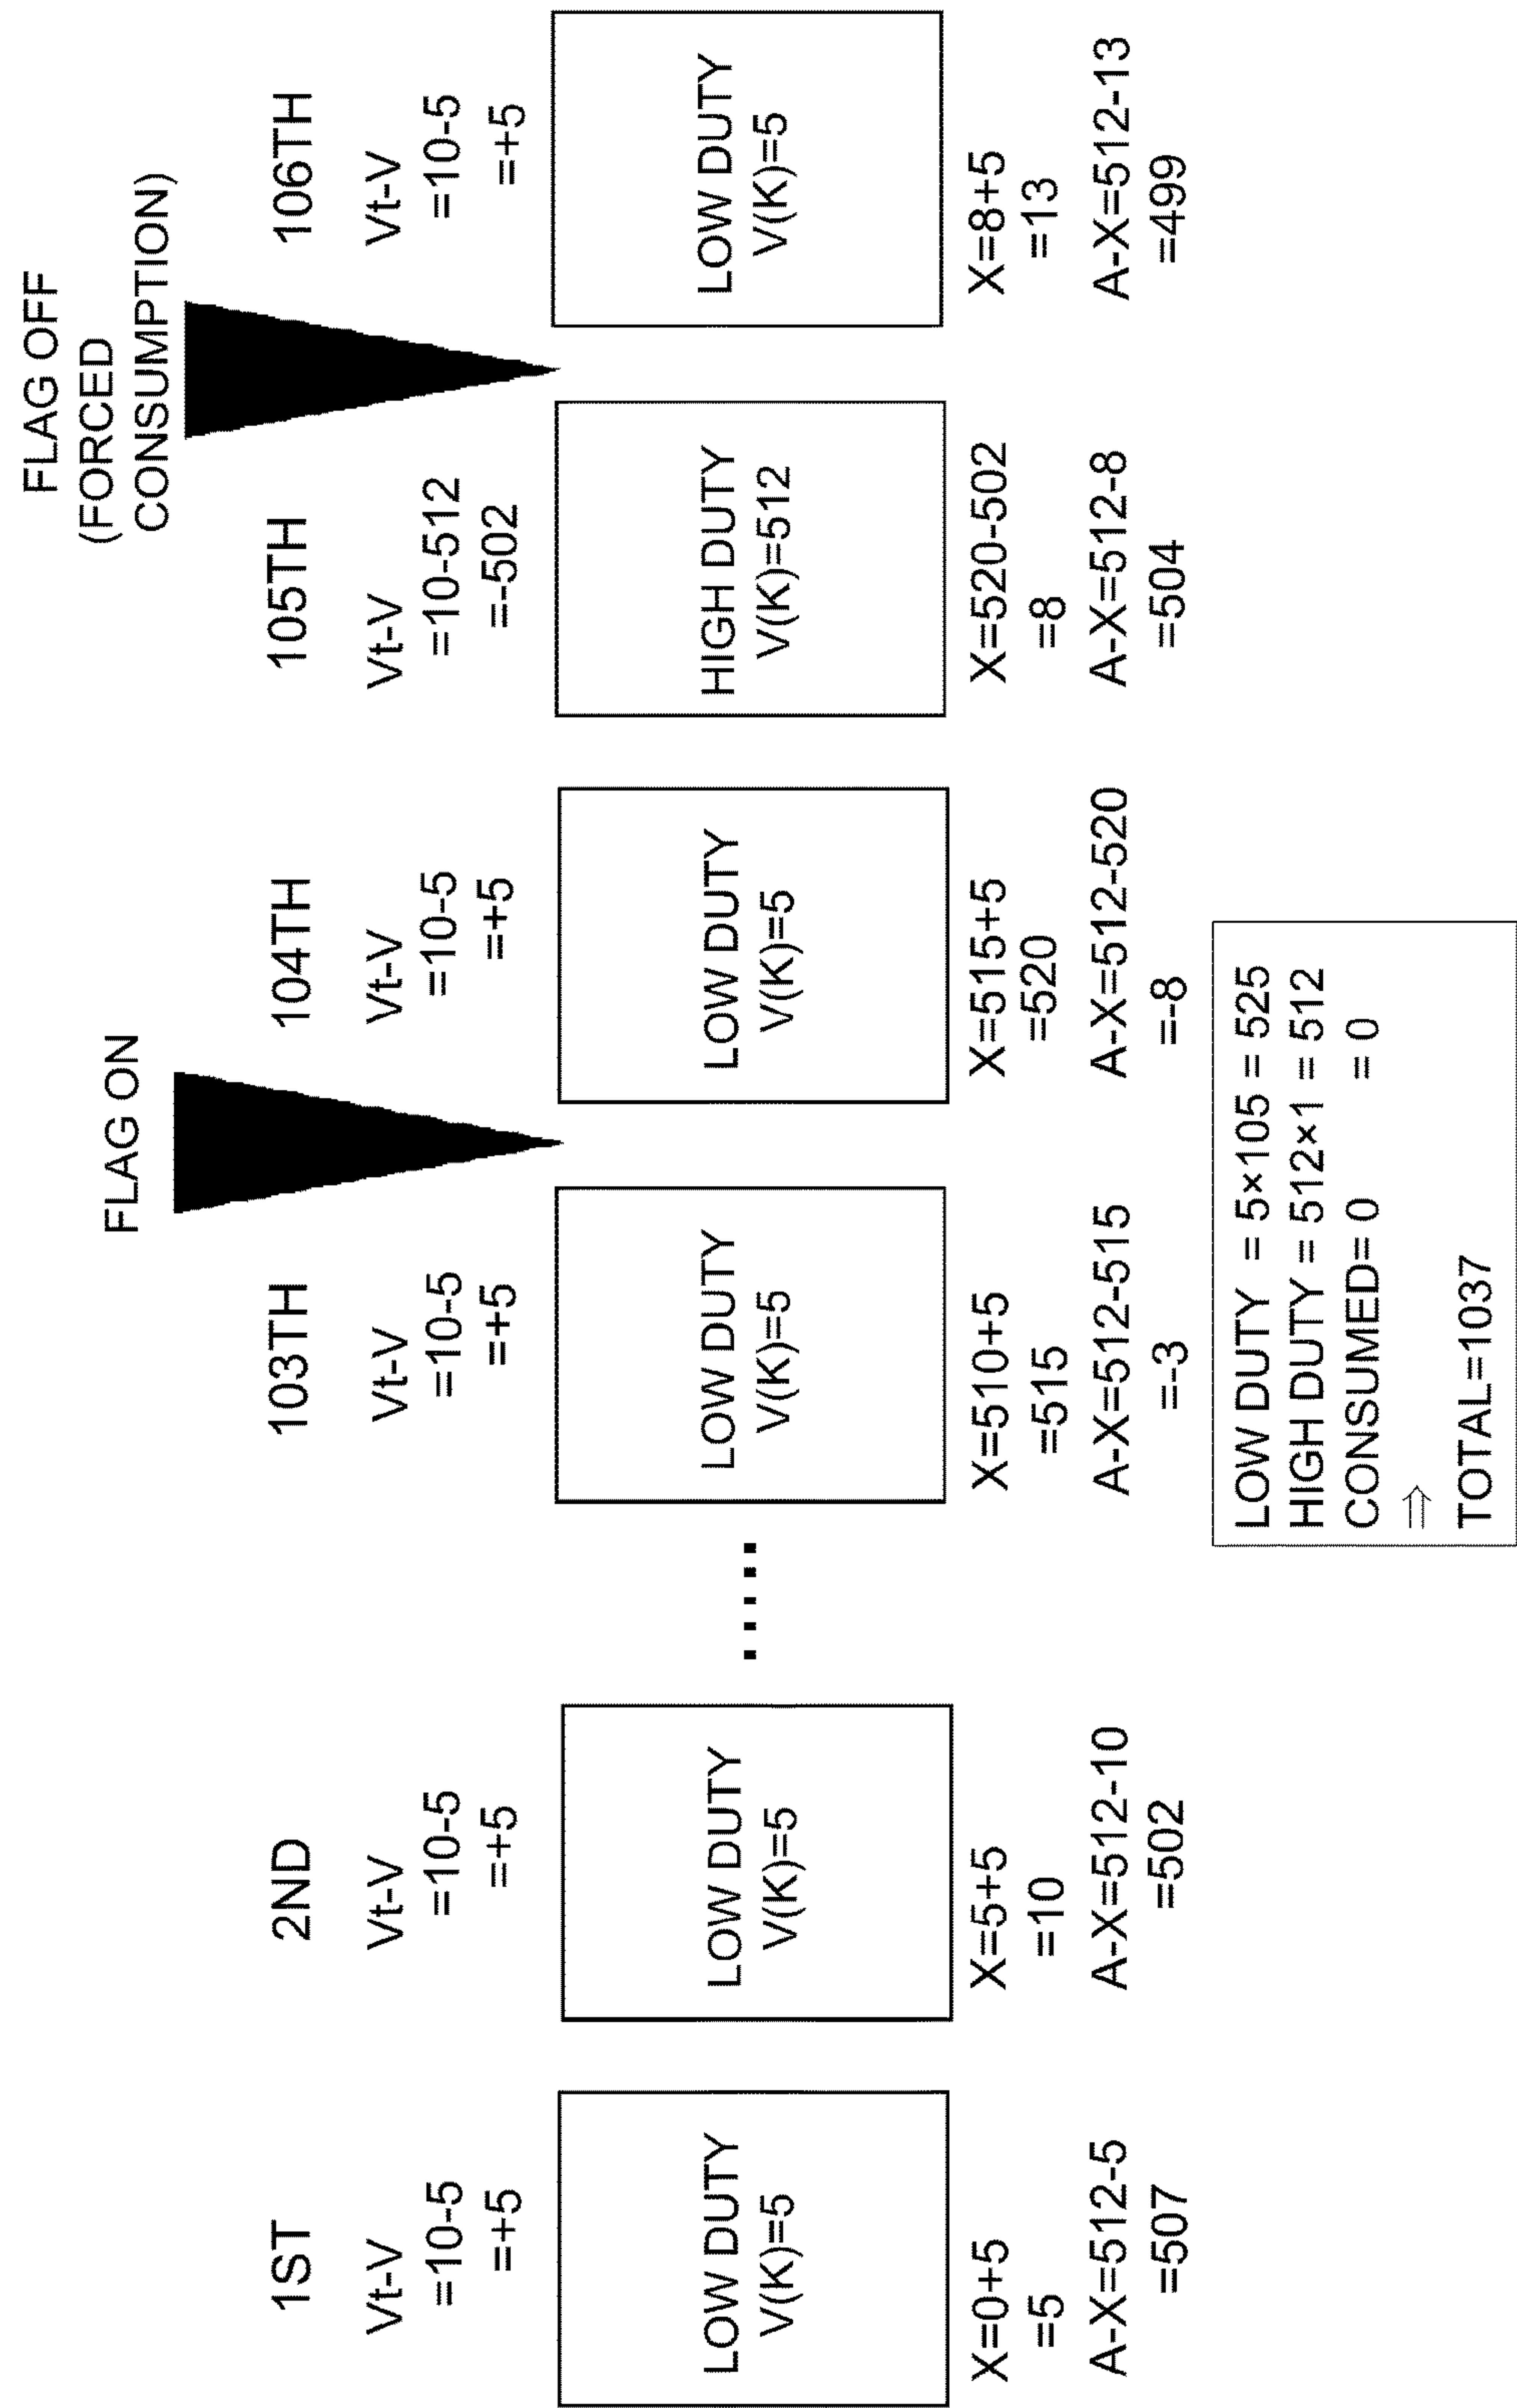 FLAG ON
FLAG OFF
(FORCED
CONSUMPTION)
1ST
Vt-V
=10-5
=+5
LOW DUTY
V(K)=5
X=0+5
=5
A-X=512-5
=507
2ND
Vt-V
=10-5
=+5
LOW DUTY
V(K)=5
X=5+5
=10
A-X=512-10
=502
.....
103TH
Vt-V
=10-5
=+5
LOW DUTY
V(K)=5
X=510+5
=515
A-X=512-515
=-3
104TH
Vt-V
=10-5
=+5
LOW DUTY
V(K)=5
X=515+5
=520
A-X=512-520
=-8
105TH
Vt-V
=10-512
=-502
HIGH DUTY
V(K)=512
X=520-502
=8
A-X=512-8
=504
106TH
Vt-V
=10-5
=+5
LOW DUTY
V(K)=5
X=8+5
=13
A-X=512-13
=499
LOW DUTY = 5×105 = 525
HIGH DUTY = 512×1 = 512
CONSUMED= 0 = 0
⇒
TOTAL=1037